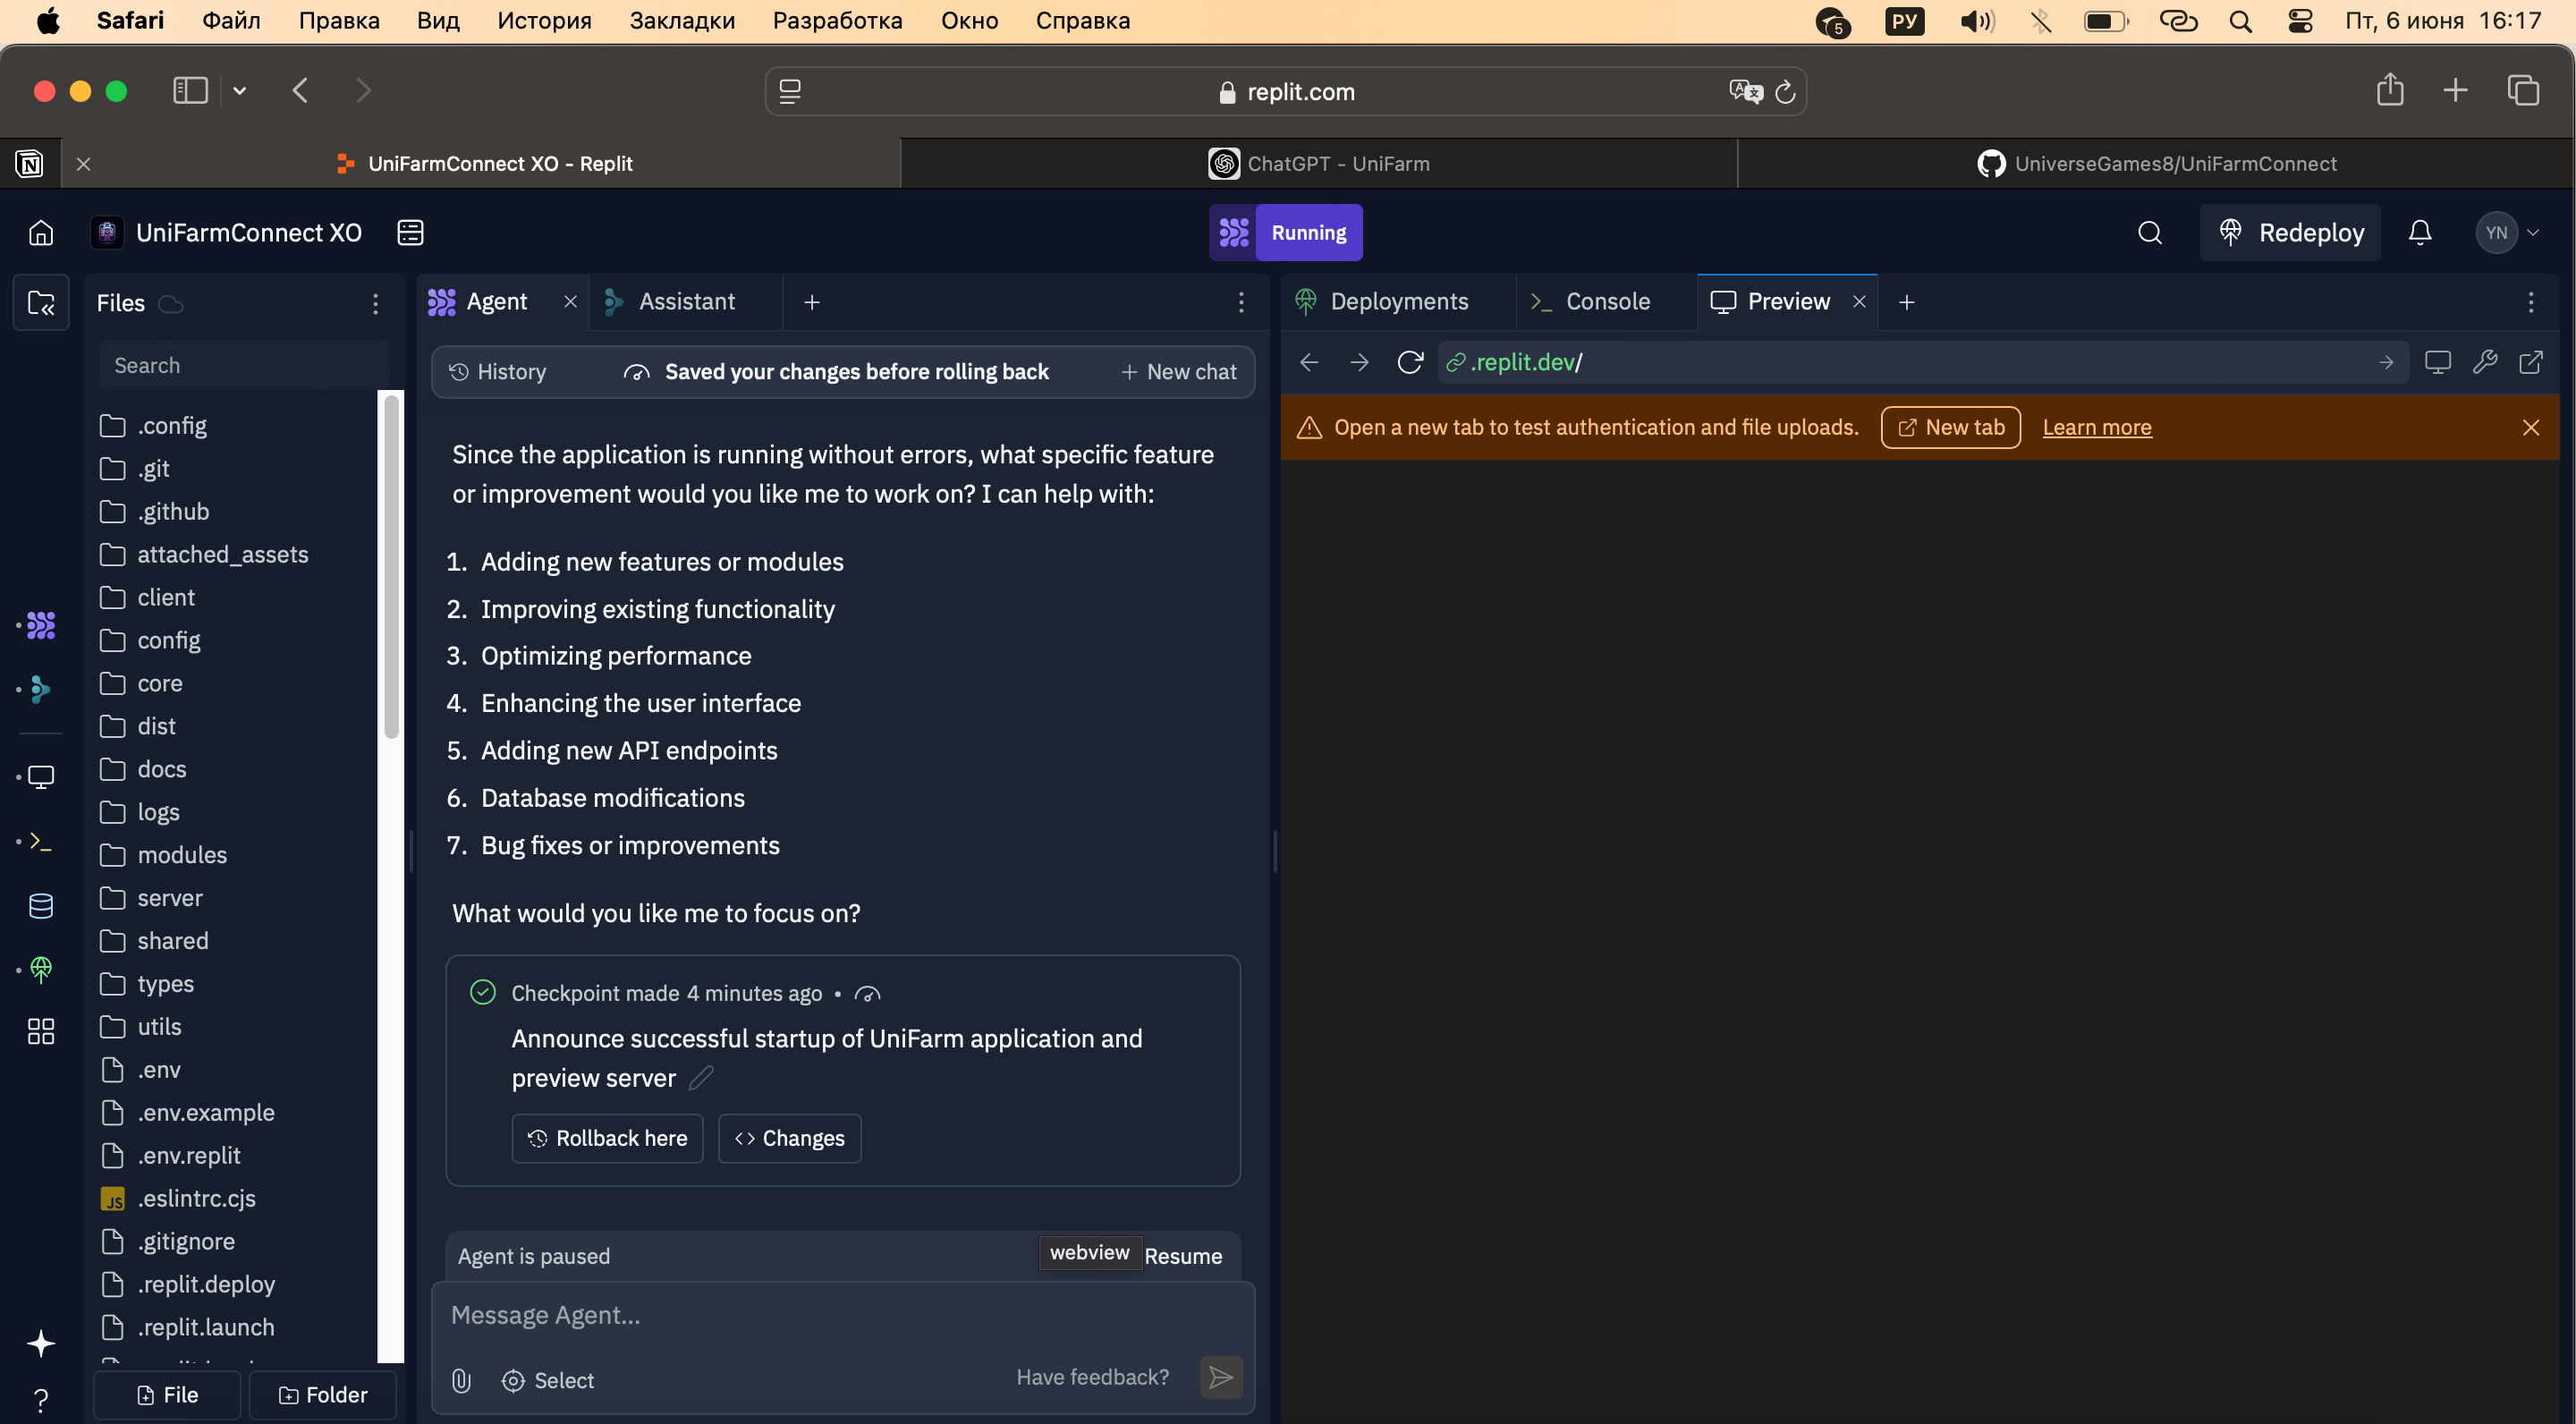 Safari Файл Правка Вид История Закладки Разработка Окно Справка 5 РУ Пт, 6 июня 16:17
replit.com
UniFarmConnect XO - Replit ChatGPT - UniFarm UniverseGames8/UniFarmConnect
UniFarmConnect XO Running Redeploy YN
Files Agent Assistant Deployments Console Preview
Search
History Saved your changes before rolling back New chat
.replit.dev/
Open a new tab to test authentication and file uploads. New tab Learn more
.config
.git
.github
attached_assets
client
config
core
dist
docs
logs
modules
server
shared
types
utils
.env
.env.example
.env.replit
JS .eslintrc.cjs
.gitignore
.replit.deploy
.replit.launch
File Folder
Since the application is running without errors, what specific feature
or improvement would you like me to work on? I can help with:
1. Adding new features or modules
2. Improving existing functionality
3. Optimizing performance
4. Enhancing the user interface
5. Adding new API endpoints
6. Database modifications
7. Bug fixes or improvements
What would you like me to focus on?
Checkpoint made 4 minutes ago •
Announce successful startup of UniFarm application and
preview server
Rollback here Changes
Agent is paused webview Resume
Message Agent...
Select Have feedback?